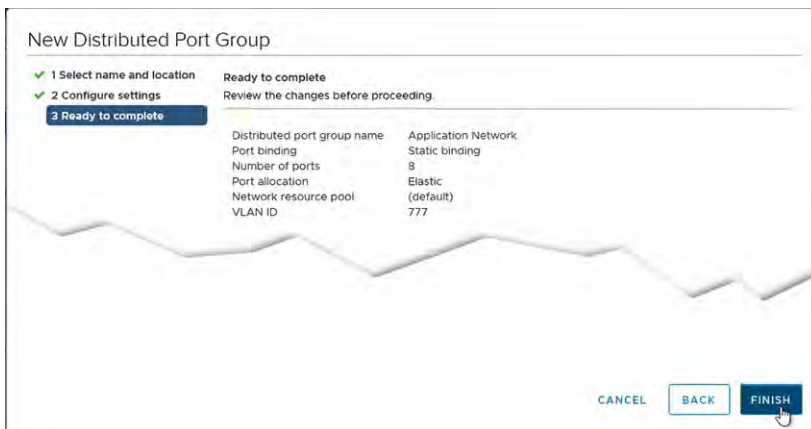 New Distributed Port Group
1 Select name and location
2 Configure settings
3 Ready to complete
Ready to complete
Review the changes before proceeding.
Distributed port group name Application Network
Port binding Static binding
Number of ports 8
Port allocation Elastic
Network resource pool (default)
VLAN ID 777
CANCEL BACK FINISH